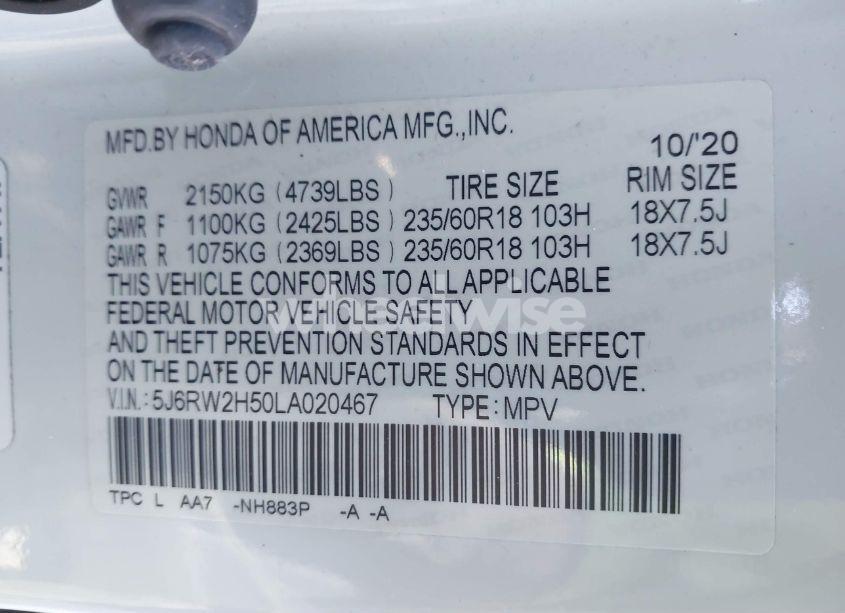 MFD.BY HONDA OF AMERICA MFG.,INC.
10/'20
GVWR 2150KG (4739LBS) TIRE SIZE RIM SIZE
GAWR F 1100KG (2425LBS) 235/60R18 103H 18X7.5J
GAWR R 1075KG (2369LBS) 235/60R18 103H 18X7.5J
THIS VEHICLE CONFORMS TO ALL APPLICABLE
FEDERAL MOTOR VEHICLE SAFETY
AND THEFT PREVENTION STANDARDS IN EFFECT
ON THE DATE OF MANUFACTURE SHOWN ABOVE.
V.I.N.: 5J6RW2H50LA020467 TYPE: MPV
TPC L AA7 -NH883P -A -A